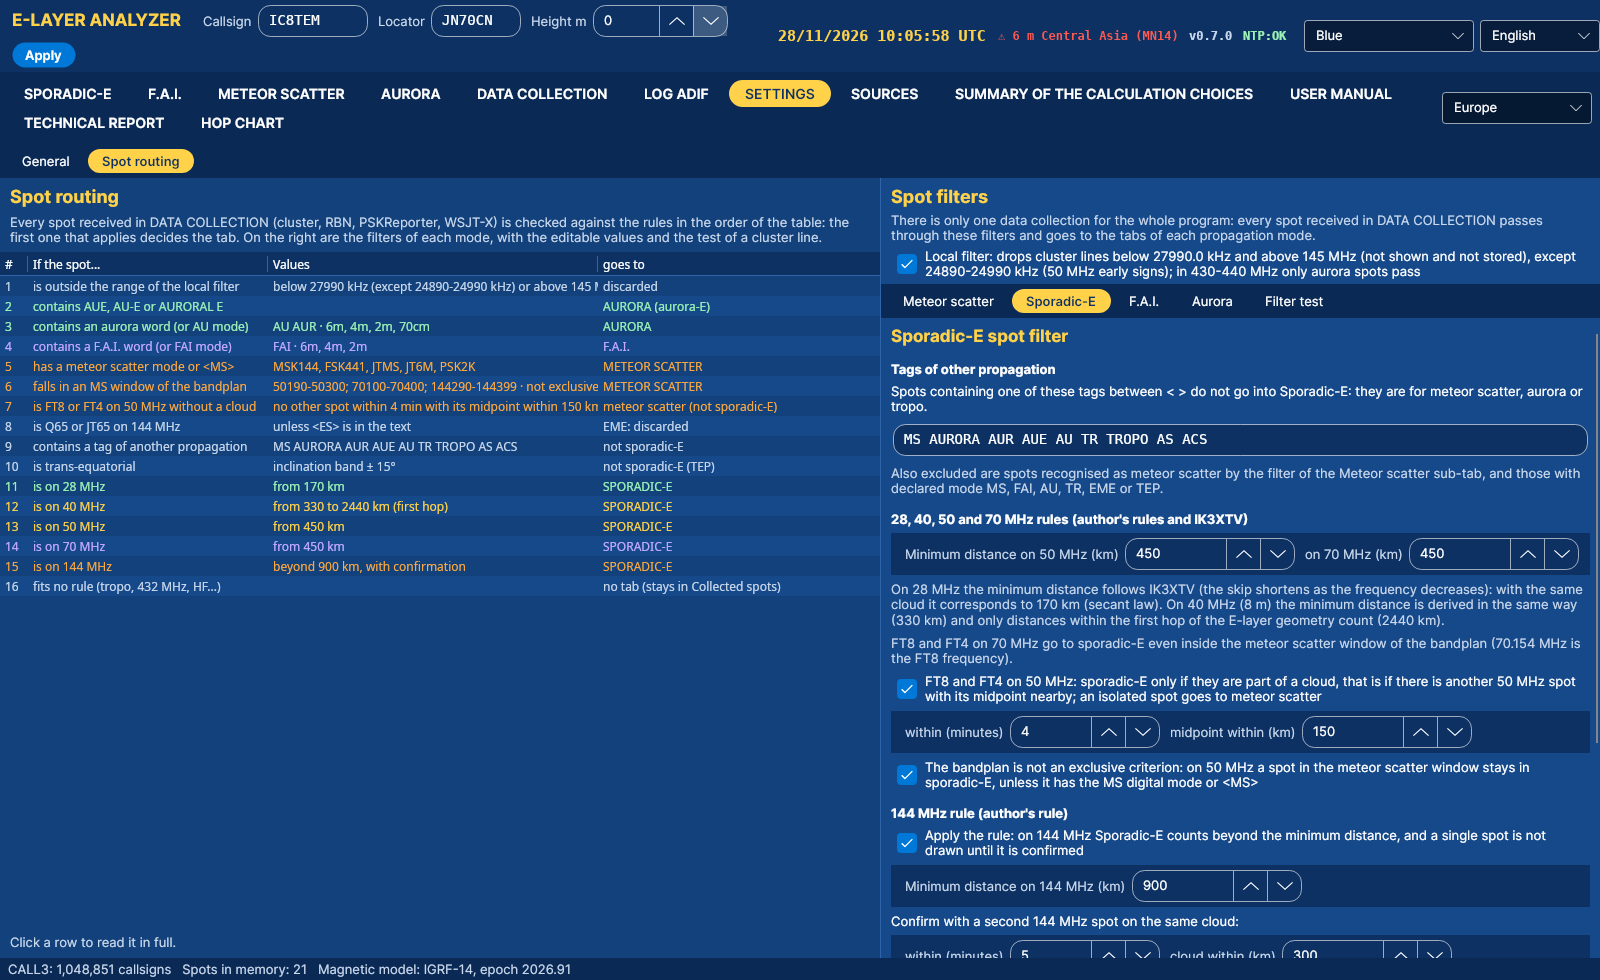 E-LAYER ANALYZER Callsign IC8TEM Locator JN70CN Height m 0
28/11/2026 10:05:58 UTC ⚠ 6 m Central Asia (MN14) v0.7.0 NTP:OK Blue English
Apply
SPORADIC-E F.A.I. METEOR SCATTER AURORA DATA COLLECTION LOG ADIF SETTINGS SOURCES SUMMARY OF THE CALCULATION CHOICES USER MANUAL
TECHNICAL REPORT HOP CHART
Europe
General Spot routing
Spot routing
Every spot received in DATA COLLECTION (cluster, RBN, PSKReporter, WSJT-X) is checked against the rules in the order of the table: the
first one that applies decides the tab. On the right are the filters of each mode, with the editable values and the test of a cluster line.
# If the spot... Values goes to
1 is outside the range of the local filter below 27990 kHz (except 24890-24990 kHz) or above 145 M discarded
2 contains AUE, AU-E or AURORAL E AURORA (aurora-E)
3 contains an aurora word (or AU mode) AU AUR · 6m, 4m, 2m, 70cm AURORA
4 contains a F.A.I. word (or FAI mode) FAI · 6m, 4m, 2m F.A.I.
5 has a meteor scatter mode or <MS> MSK144, FSK441, JTMS, JT6M, PSK2K METEOR SCATTER
6 falls in an MS window of the bandplan 50190-50300; 70100-70400; 144290-144399 · not exclusive METEOR SCATTER
7 is FT8 or FT4 on 50 MHz without a cloud no other spot within 4 min with its midpoint within 150 km meteor scatter (not sporadic-E)
8 is Q65 or JT65 on 144 MHz unless <ES> is in the text EME: discarded
9 contains a tag of another propagation MS AURORA AUR AUE AU TR TROPO AS ACS not sporadic-E
10 is trans-equatorial inclination band ± 15° not sporadic-E (TEP)
11 is on 28 MHz from 170 km SPORADIC-E
12 is on 40 MHz from 330 to 2440 km (first hop) SPORADIC-E
13 is on 50 MHz from 450 km SPORADIC-E
14 is on 70 MHz from 450 km SPORADIC-E
15 is on 144 MHz beyond 900 km, with confirmation SPORADIC-E
16 fits no rule (tropo, 432 MHz, HF...) no tab (stays in Collected spots)
Click a row to read it in full.
Spot filters
There is only one data collection for the whole program: every spot received in DATA COLLECTION passes
through these filters and goes to the tabs of each propagation mode.
Local filter: drops cluster lines below 27990.0 kHz and above 145 MHz (not shown and not stored), except
24890-24990 kHz (50 MHz early signs); in 430-440 MHz only aurora spots pass
Meteor scatter Sporadic-E F.A.I. Aurora Filter test
Sporadic-E spot filter
Tags of other propagation
Spots containing one of these tags between < > do not go into Sporadic-E: they are for meteor scatter, aurora or
tropo.
MS AURORA AUR AUE AU TR TROPO AS ACS
Also excluded are spots recognised as meteor scatter by the filter of the Meteor scatter sub-tab, and those with
declared mode MS, FAI, AU, TR, EME or TEP.
28, 40, 50 and 70 MHz rules (author's rules and IK3XTV)
Minimum distance on 50 MHz (km) 450 on 70 MHz (km) 450
On 28 MHz the minimum distance follows IK3XTV (the skip shortens as the frequency decreases): with the same
cloud it corresponds to 170 km (secant law). On 40 MHz (8 m) the minimum distance is derived in the same way
(330 km) and only distances within the first hop of the E-layer geometry count (2440 km).
FT8 and FT4 on 70 MHz go to sporadic-E even inside the meteor scatter window of the bandplan (70.154 MHz is
the FT8 frequency).
FT8 and FT4 on 50 MHz: sporadic-E only if they are part of a cloud, that is if there is another 50 MHz spot
with its midpoint nearby; an isolated spot goes to meteor scatter
within (minutes) 4 midpoint within (km) 150
The bandplan is not an exclusive criterion: on 50 MHz a spot in the meteor scatter window stays in
sporadic-E, unless it has the MS digital mode or <MS>
144 MHz rule (author's rule)
Apply the rule: on 144 MHz Sporadic-E counts beyond the minimum distance, and a single spot is not
drawn until it is confirmed
Minimum distance on 144 MHz (km) 900
Confirm with a second 144 MHz spot on the same cloud:
within (minutes) 5 cloud within (km) 300
CALL3: 1,048,851 callsigns Spots in memory: 21 Magnetic model: IGRF-14, epoch 2026.91